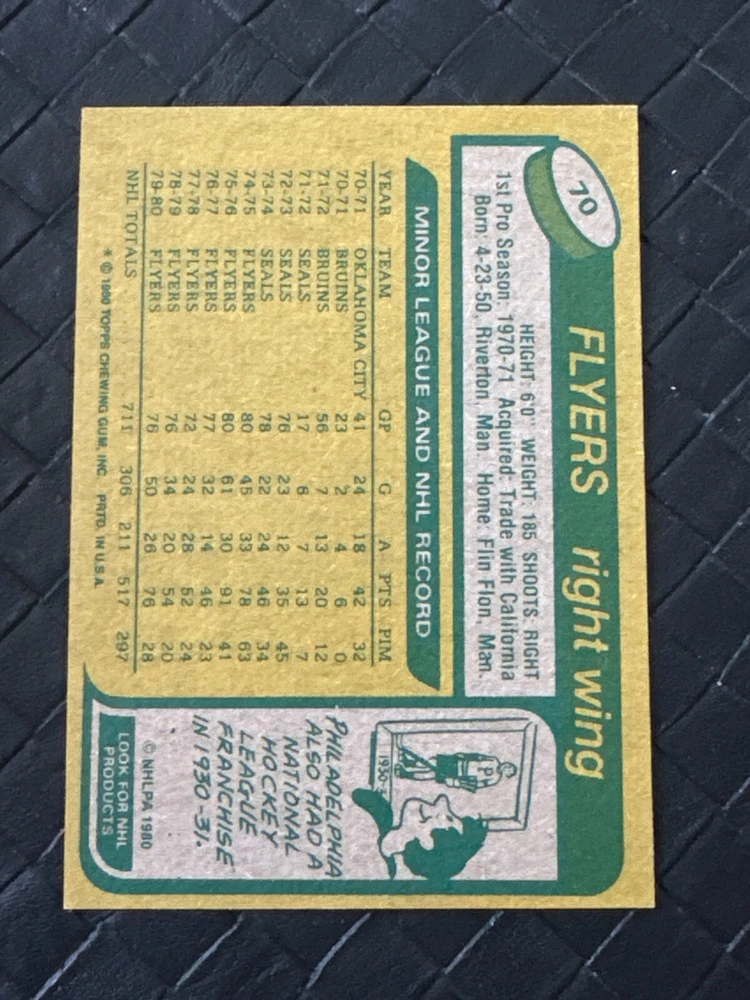 70
FLYERS right wing
HEIGHT: 6'0" WEIGHT: 185 SHOOTS: RIGHT
1st Pro Season: 1970-71 Acquired: Trade with California
Born: 4-23-50, Riverton, Man. Home: Flin Flon, Man.
MINOR LEAGUE AND NHL RECORD
YEAR TEAM GP G A PTS PIM
70-71 OKLAHOMA CITY 41 24 18 42 32
70-71 BRUINS 23 2 4 6 0
71-72 BRUINS 56 7 13 20 12
71-72 SEALS 17 6 7 13 7
72-73 SEALS 76 23 12 35 45
73-74 SEALS 78 22 24 46 34
74-75 FLYERS 80 45 33 78 63
75-76 FLYERS 80 61 30 91 41
76-77 FLYERS 77 32 14 46 23
77-78 FLYERS 72 24 28 52 24
78-79 FLYERS 76 34 20 54 20
79-80 FLYERS 76 50 26 76 28
NHL TOTALS 711 306 211 517 297
* © 1980 TOPPS CHEWING GUM, INC. PRTD. IN U.S.A.
P
1930
PHILADELPHIA
ALSO HAD A
NATIONAL
HOCKEY
LEAGUE
FRANCHISE
IN 1930-31.
© NHLPA 1980
LOOK FOR NHL
PRODUCTS